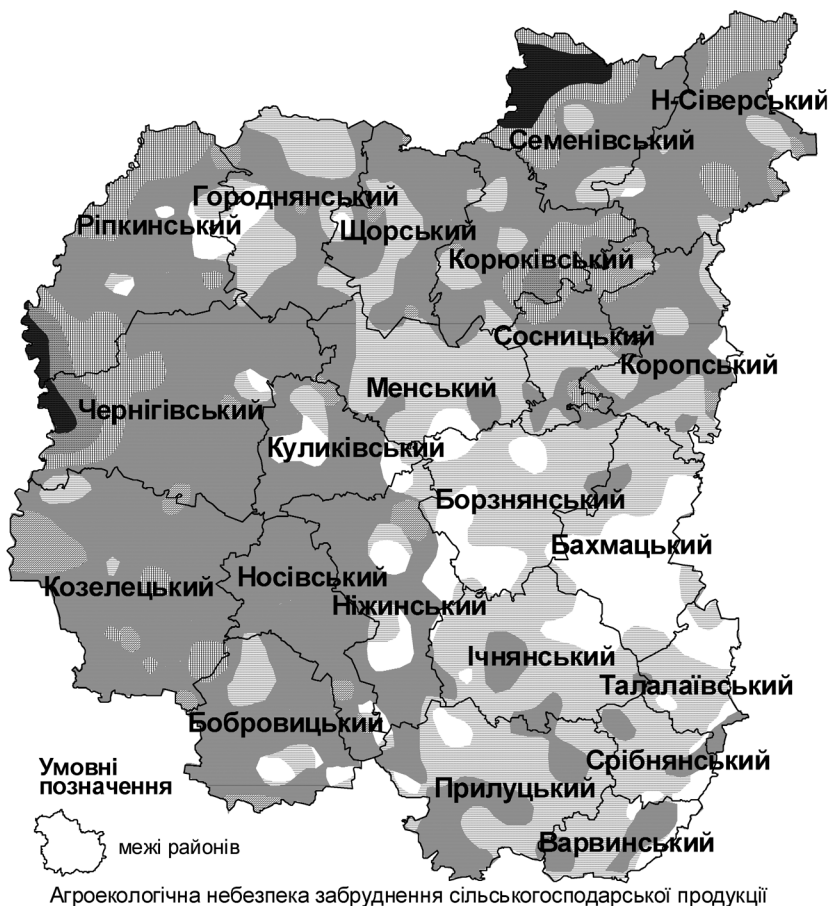 Н-Сіверський
Семенівський
Городнянський
Ріпкинський
Щорський
Корюківський
Сосницький
Коропський
Менський
Чернігівський
Куликівський
Борзнянський
Бахмацький
Козелецький
Носівський
Ніжинський
Ічнянський
Талалаївський
Бобровицький
Срібнянський
Прилуцький
Варвинський
Умовні
позначення
межі районів
Агроекологічна небезпека забруднення сільськогосподарської продукції